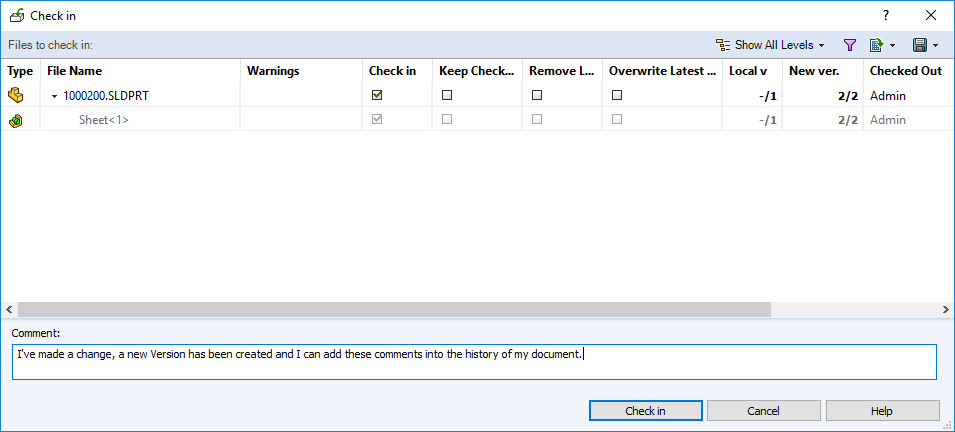 Check in
?
Files to check in:
Show All Levels
Type File Name Warnings Check in Keep Check... Remove L... Overwrite Latest ... Local v New ver. Checked Out
1000200.SLDPRT -/1 2/2 Admin
Sheet<1> -/1 2/2 Admin
Comment:
I've made a change, a new Version has been created and I can add these comments into the history of my document.
Check in Cancel Help